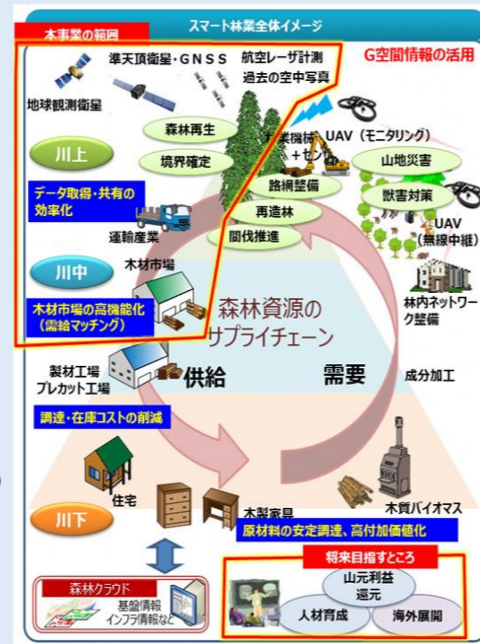 スマート林業全体イメージ
本事業の範囲
G空間情報の活用
準天頂衛星・GNSS
航空レーザ計測
過去の空中写真
地球観測衛星
森林再生
境界確定
川上
UAV（モニタリング）
山地災害
獣害対策
路網整備
再造林
間伐推進
データ取得・共有の
効率化
運輸産業
UAV
（無線中継）
川中
木材市場
木材市場の高機能化
（需給マッチング）
林内ネットワー
ク整備
森林資源の
サプライチェーン
製材工場
プレカット工場
供給
需要
成分加工
調達・在庫コストの削減
住宅
木製家具
木質バイオマス
川下
原材料の安定調達、高付加価値化
将来目指すところ
山元利益
還元
人材育成
海外展開
森林クラウド
基盤情報
インフラ情報など